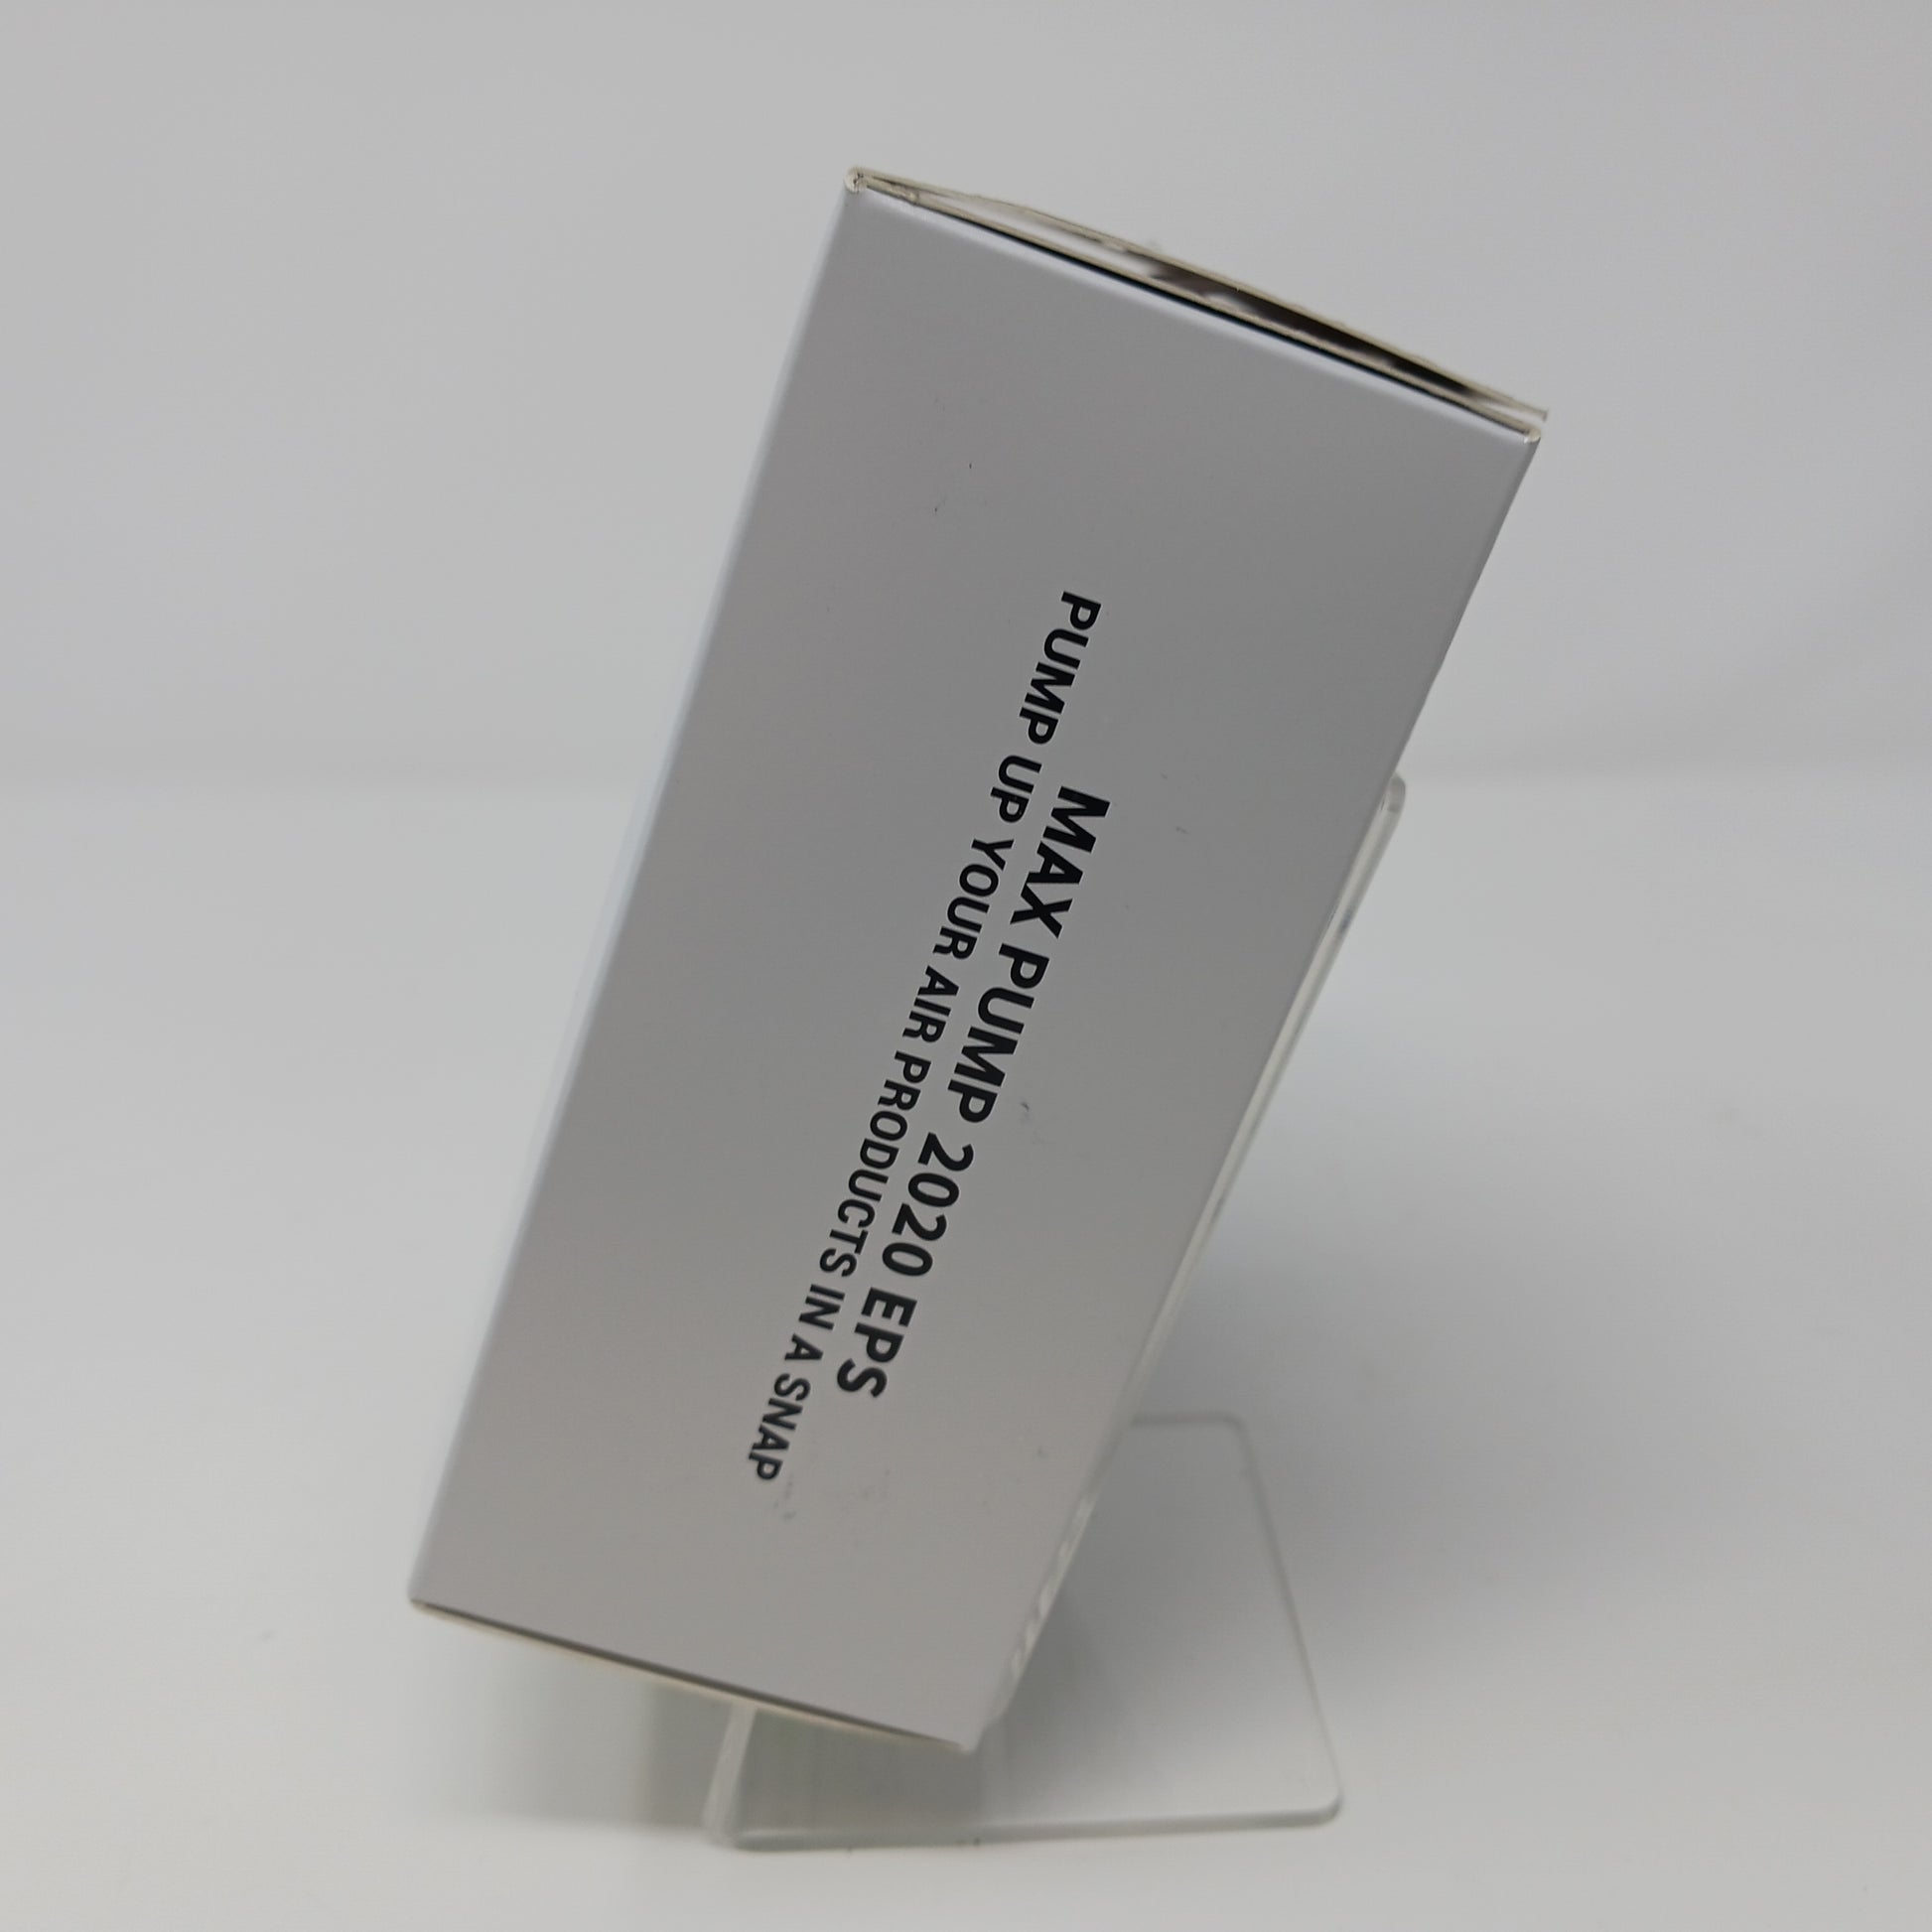 MAX PUMP 2020 EPS
PUMP UP YOUR AIR PRODUCTS IN A SNAP